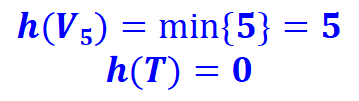 h(V₅) = min{5} = 5
h(T) = 0